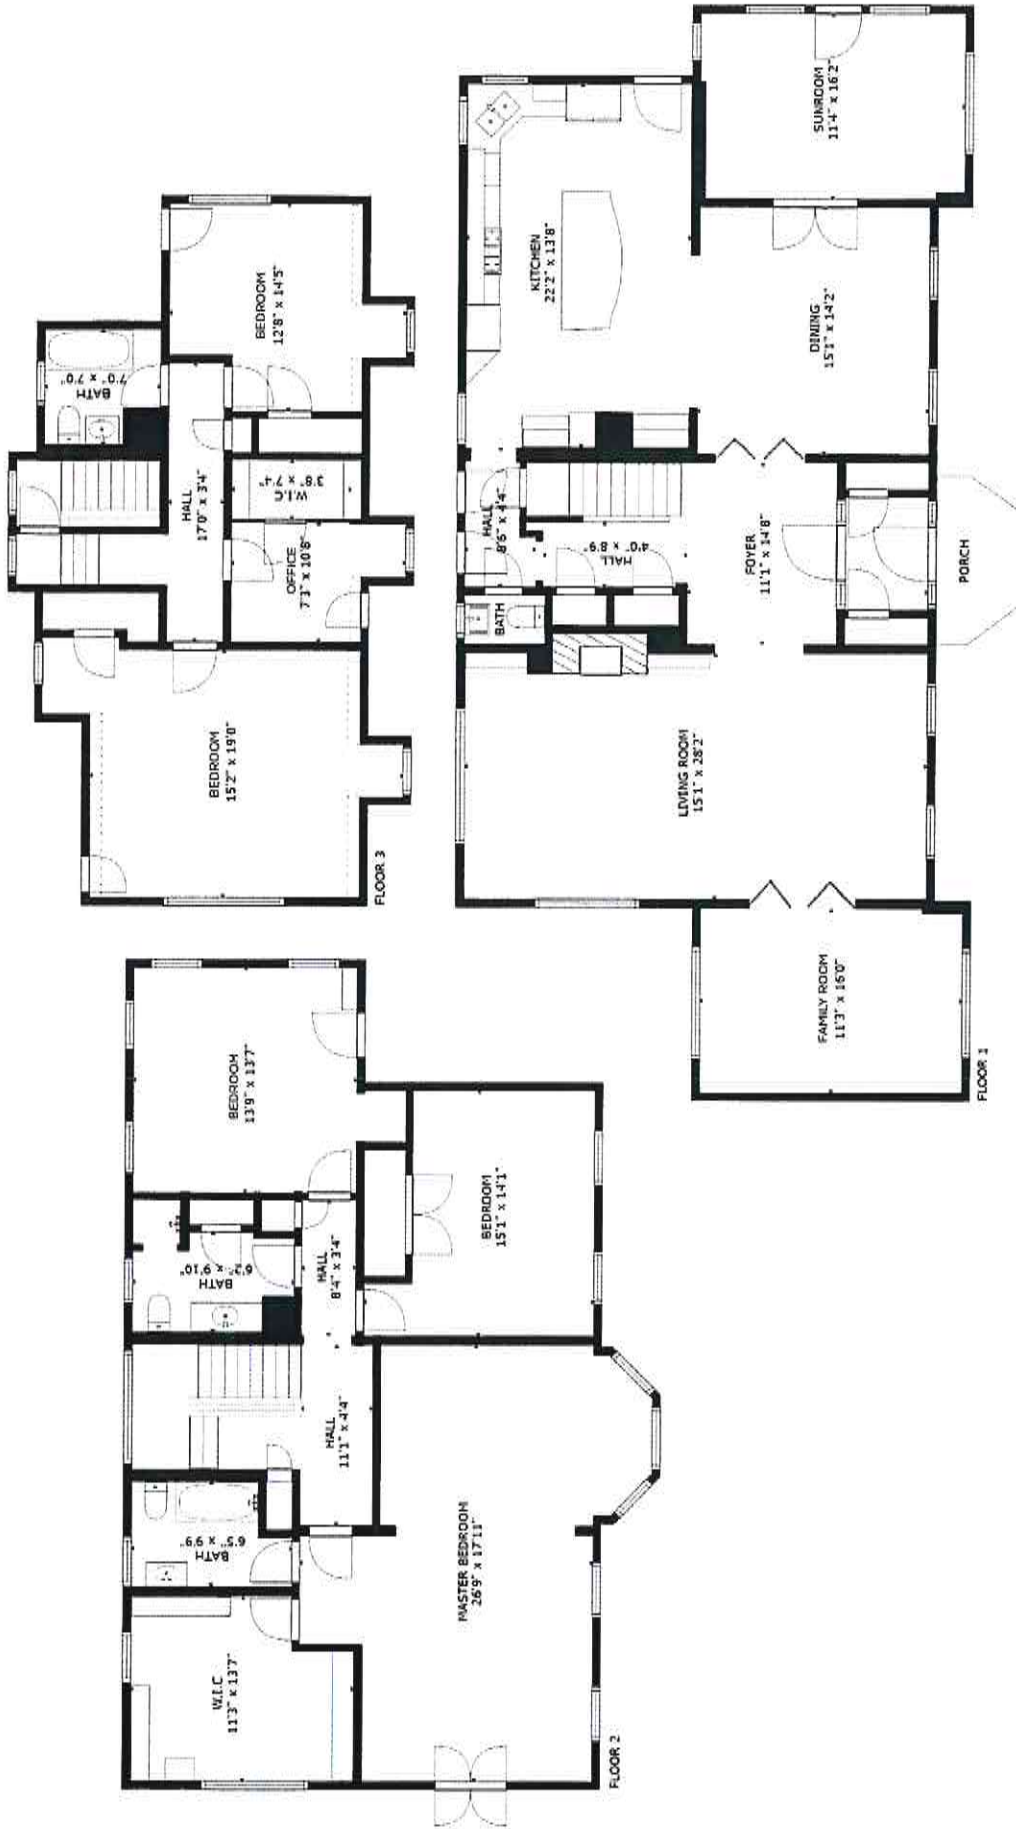 BATH
7'0" x 7'0"
BEDROOM
12'8" x 14'5"
HALL
17'0" x 3'4"
W.I.C
3'8" x 7'4"
OFFICE
7'3" x 10'8"
BEDROOM
15'2" x 19'0"
FLOOR 3
SUNROOM
11'4" x 16'2"
KITCHEN
22'2" x 13'8"
DINING
15'1" x 14'2"
HALL
8'6" x 4'4"
HALL
4'0" x 8'9"
FOYER
11'1" x 14'8"
PORCH
BATH
LIVING ROOM
15'1" x 28'2"
FAMILY ROOM
11'3" x 16'0"
FLOOR 1
BEDROOM
13'9" x 13'7"
BATH
x 9'10"
HALL
8'4" x 3'4"
BEDROOM
15'1" x 14'1"
HALL
11'1" x 4'4"
BATH
6'5" x 9'9"
MASTER BEDROOM
26'9" x 17'11"
W.I.C
11'3" x 13'7"
FLOOR 2